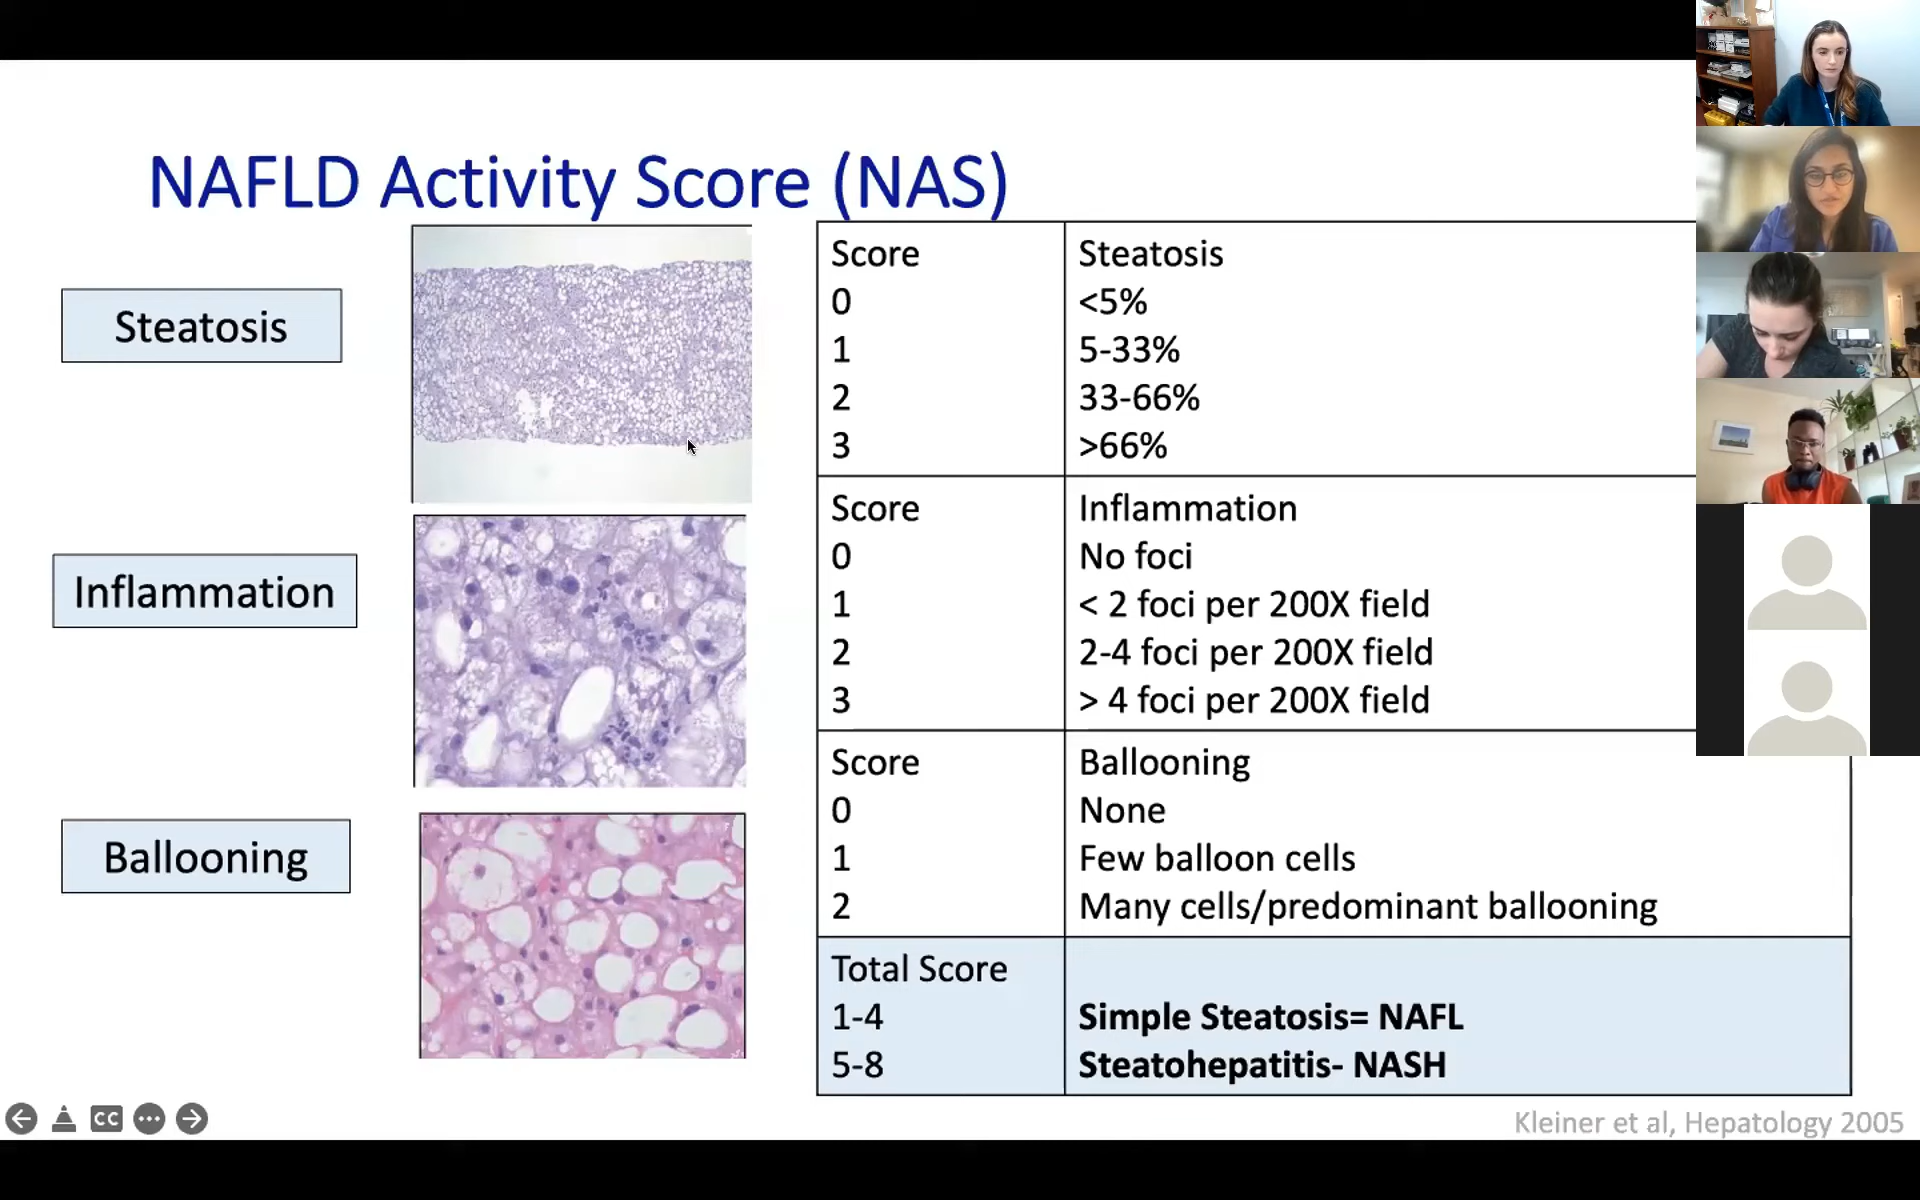 NAFLD Activity Score (NAS)
Steatosis
Inflammation
Ballooning
Score Steatosis
0 <5%
1 5-33%
2 33-66%
3 >66%
Score Inflammation
0 No foci
1 < 2 foci per 200X field
2 2-4 foci per 200X field
3 > 4 foci per 200X field
Score Ballooning
0 None
1 Few balloon cells
2 Many cells/predominant ballooning
Total Score
1-4 Simple Steatosis= NAFL
5-8 Steatohepatitis- NASH
CC
Kleiner et al, Hepatology 2005